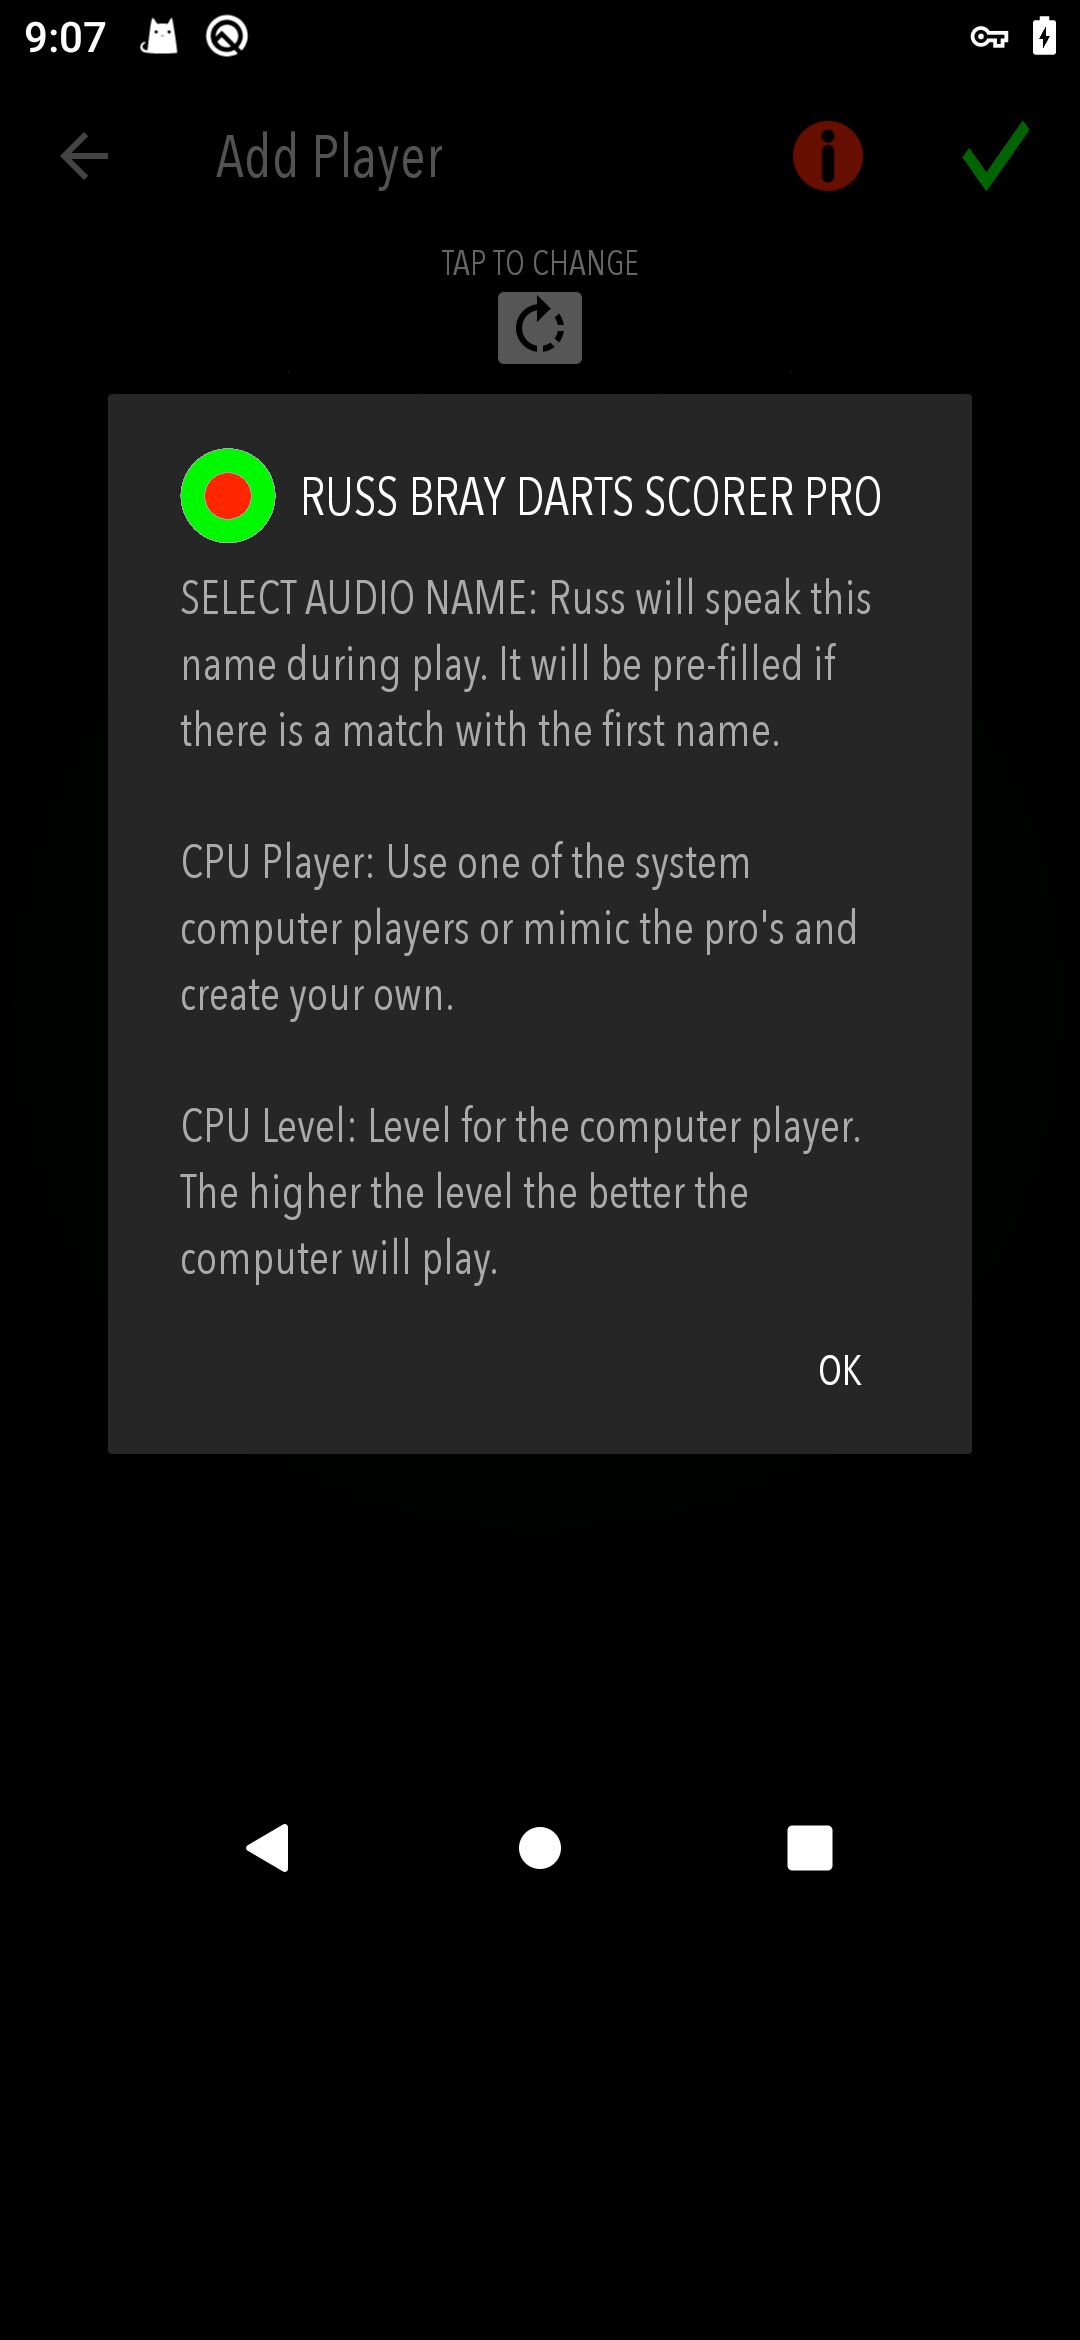 9:07
Add Player
TAP TO CHANGE
RUSS BRAY DARTS SCORER PRO
SELECT AUDIO NAME: Russ will speak this
name during play. It will be pre-filled if
there is a match with the first name.
CPU Player: Use one of the system
computer players or mimic the pro's and
create your own.
CPU Level: Level for the computer player.
The higher the level the better the
computer will play.
OK